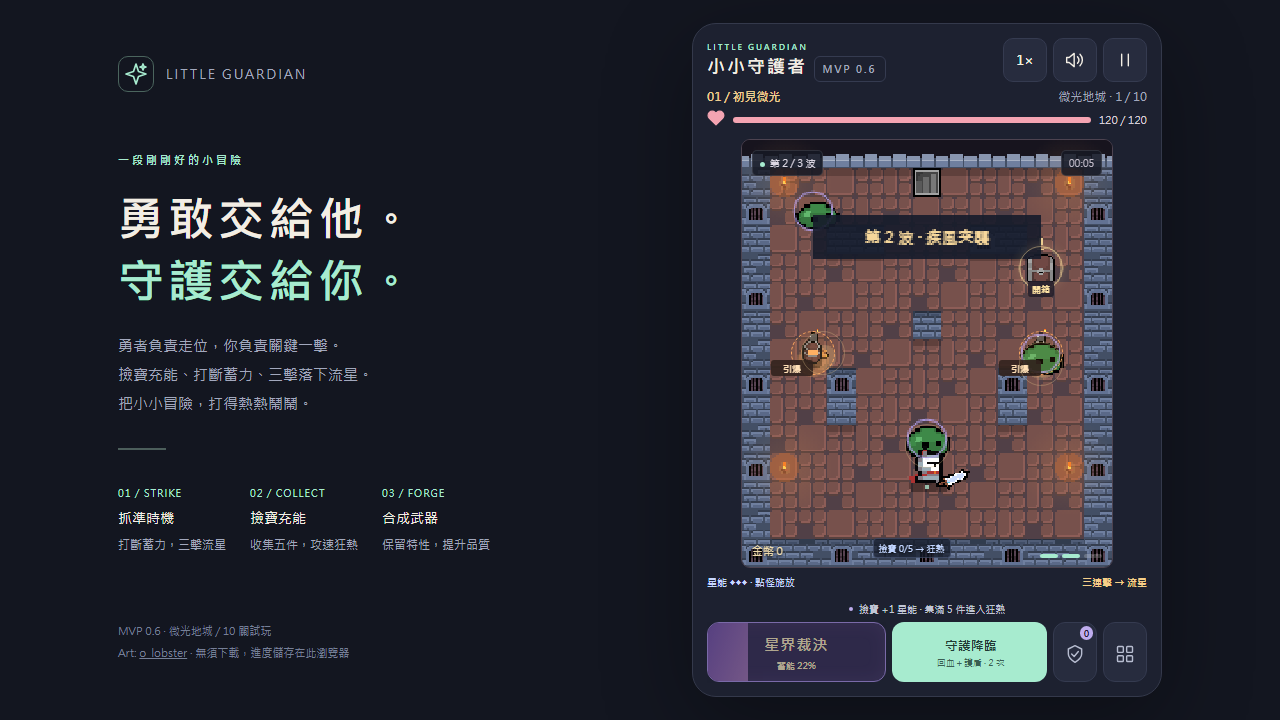 LITTLE GUARDIAN
一段剛剛好的小冒險
勇敢交給他。
守護交給你。
勇者負責走位，你負責關鍵一擊。
撿寶充能、打斷蓄力、三擊落下流星。
把小小冒險，打得熱熱鬧鬧。
01 / STRIKE
抓準時機
打斷蓄力，三擊流星
02 / COLLECT
撿寶充能
收集五件，攻速狂熱
03 / FORGE
合成武器
保留特性，提升品質
MVP 0.6 · 微光地城 / 10 關試玩
Art: o_lobster · 無須下載，進度儲存在此瀏覽器
LITTLE GUARDIAN
小小守護者
MVP 0.6
1×
01 / 初見微光
微光地城 · 1 / 10
120 / 120
第 2 / 3 波
00:05
第 2 波 · 疾風突襲
開箱
引爆
引爆
金幣 0
撿寶 0/5 → 狂熱
星能 ◆◆◆ · 點怪施放
三連擊 → 流星
撿寶 +1 星能 · 集滿 5 件進入狂熱
星界裁決
蓄能 22%
守護降臨
回血 + 護盾 · 2 次
0